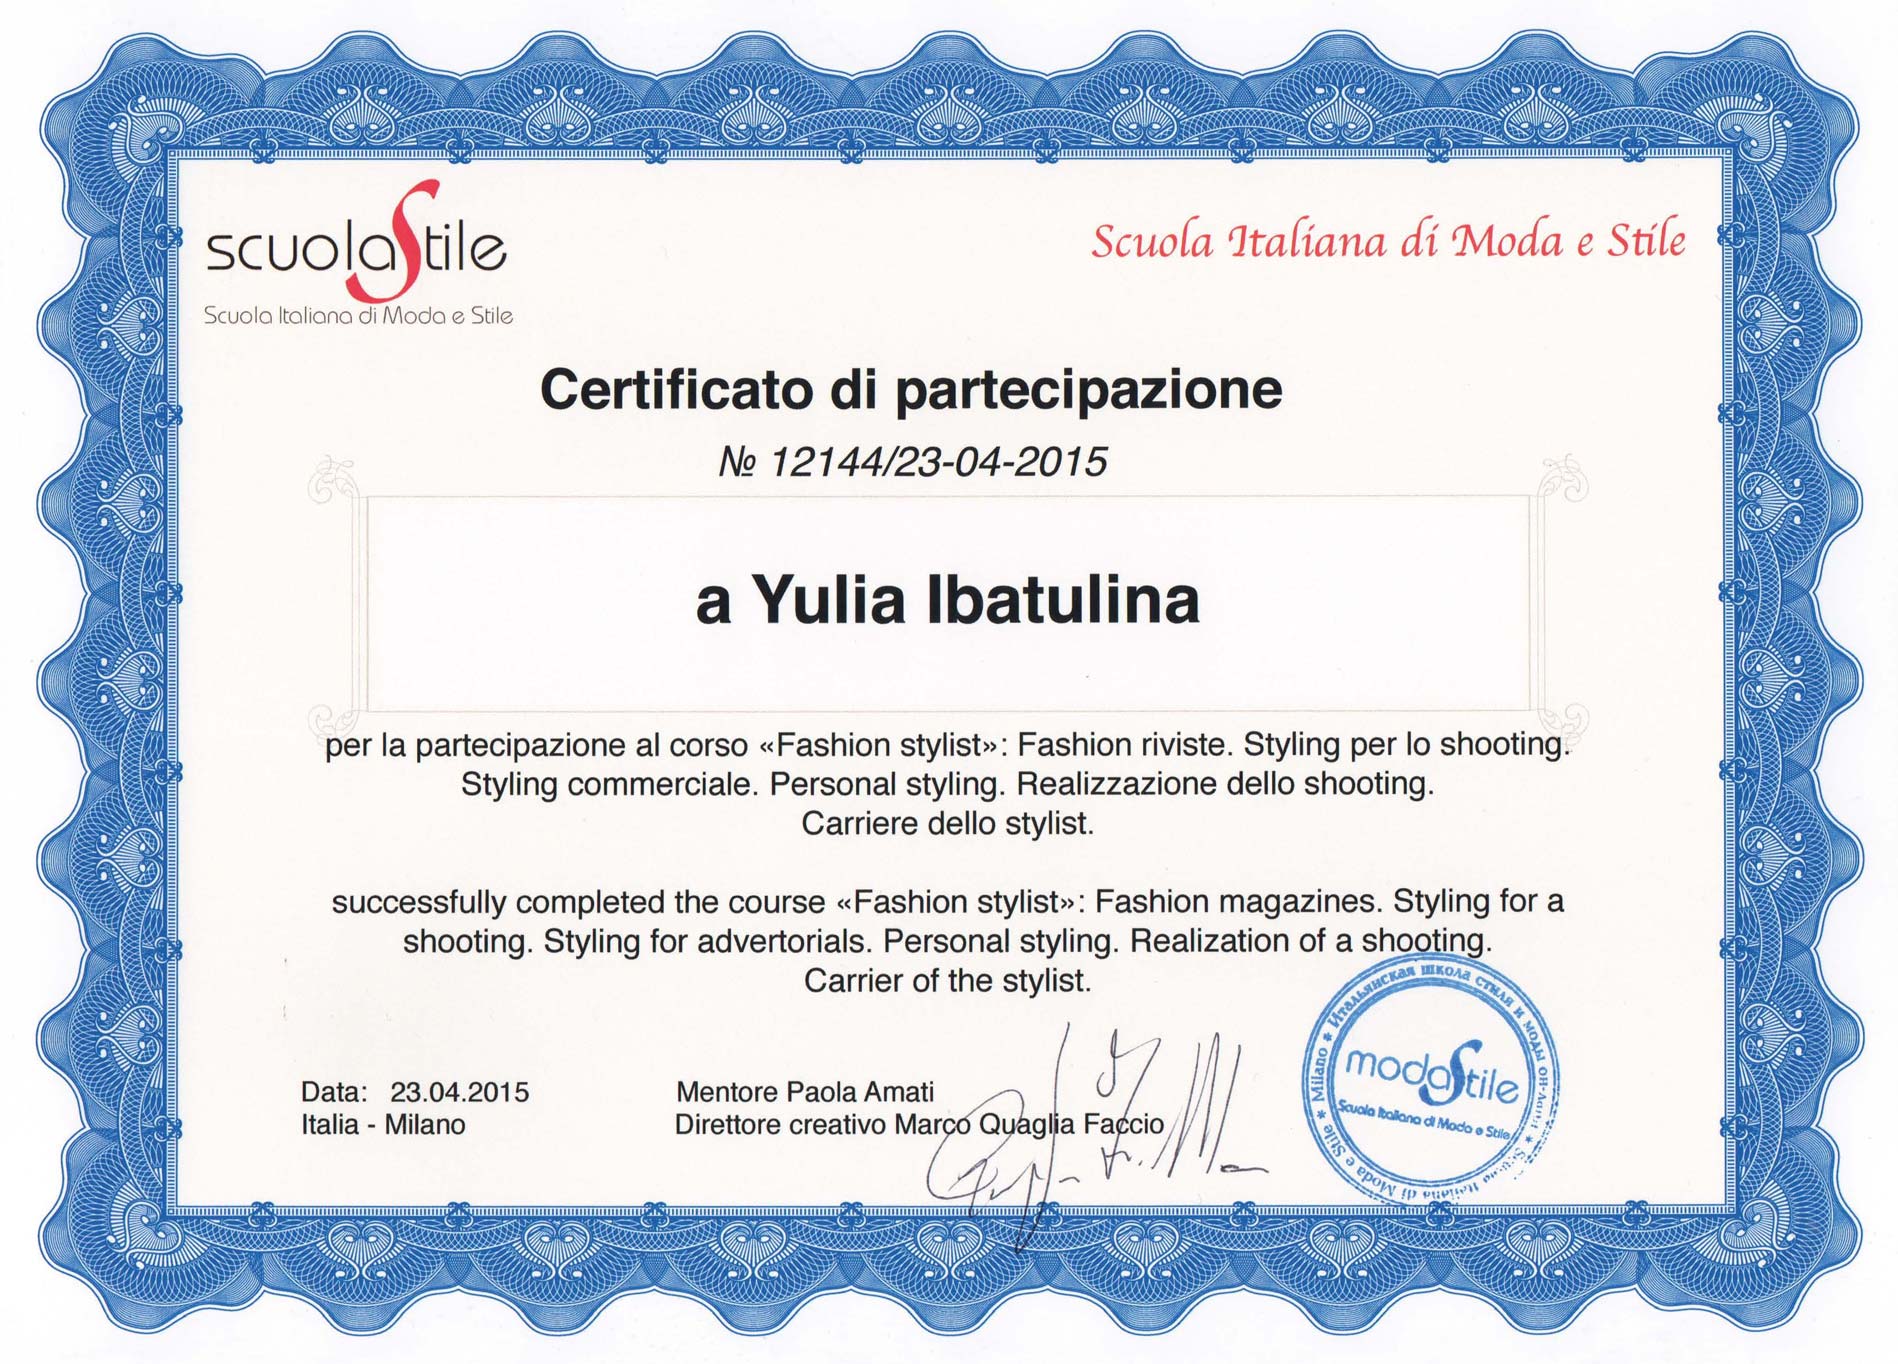 scuolaStile
Scuola Italiana di Moda e Stile
Scuola Italiana di Moda e Stile
Certificato di partecipazione
№ 12144/23-04-2015
a Yulia Ibatulina
per la partecipazione al corso «Fashion stylist»: Fashion riviste. Styling per lo shooting.
Styling commerciale. Personal styling. Realizzazione dello shooting.
Carriere dello stylist.
successfully completed the course «Fashion stylist»: Fashion magazines. Styling for a
shooting. Styling for advertorials. Personal styling. Realization of a shooting.
Carrier of the stylist.
Data: 23.04.2015
Italia - Milano
Mentore Paola Amati
Direttore creativo Marco Quaglia Faccio
* Итальянская школа стиля и моды он-лайн * Scuola Italiana di Moda e Stile * Milano
modaStile
Scuola Italiana di Moda e Stile